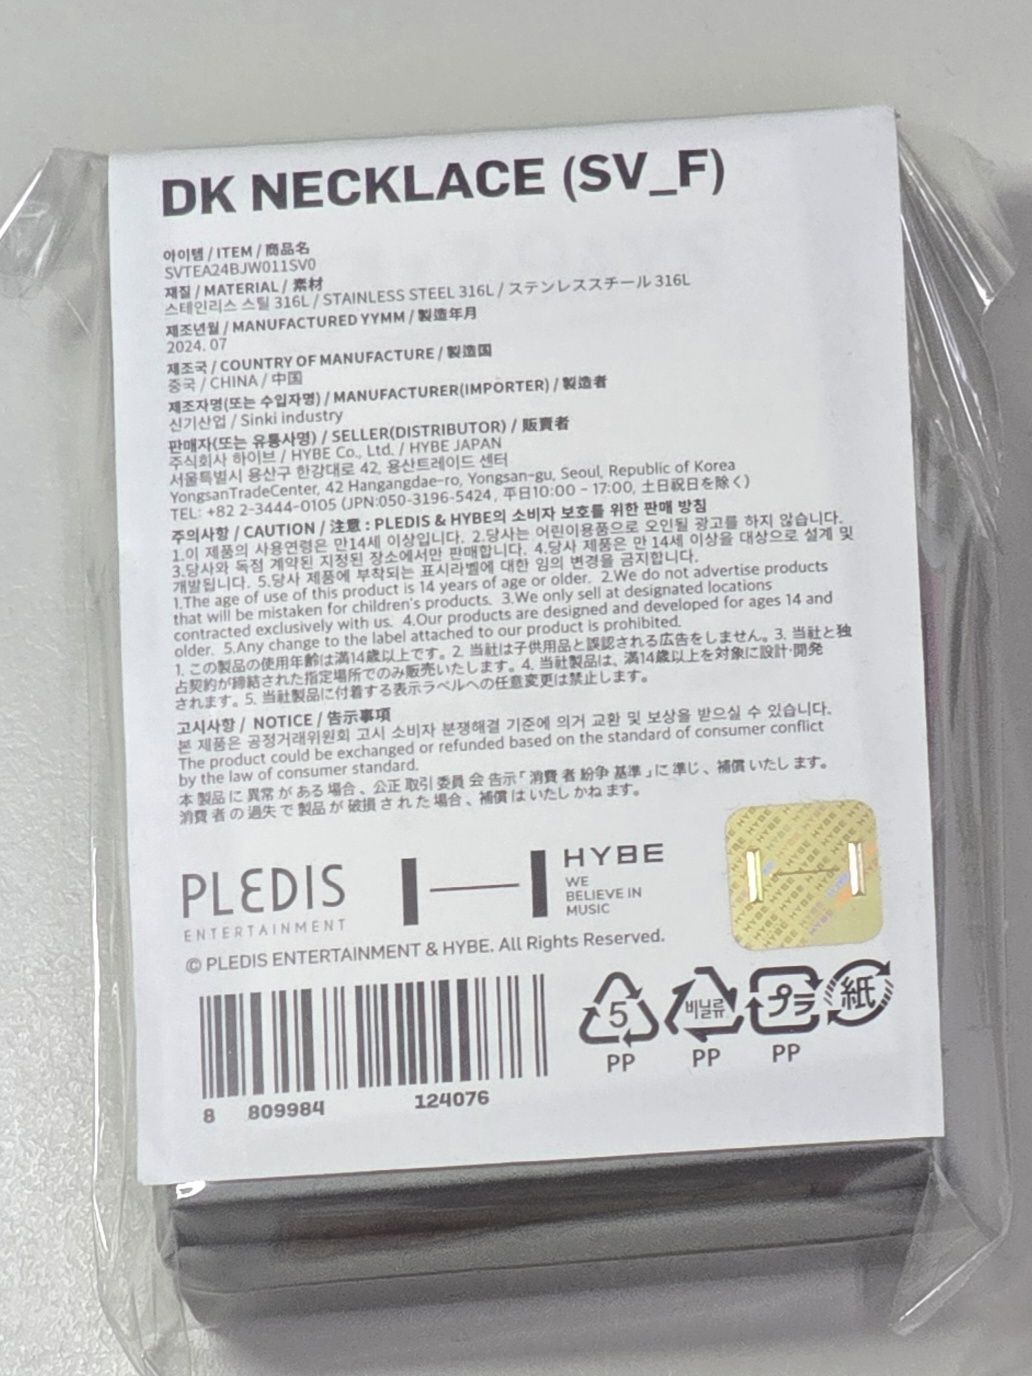 DK NECKLACE (SV_F)
아이템 / ITEM / 商品名
SVTEA24BJW011SV0
재질 / MATERIAL / 素材
스테인리스 스틸 316L / STAINLESS STEEL 316L / ステンレススチール 316L
제조년월 / MANUFACTURED YYMM / 製造年月
2024. 07
제조국 / COUNTRY OF MANUFACTURE / 製造国
중국 / CHINA / 中国
제조자명(또는 수입자명) / MANUFACTURER(IMPORTER) / 製造者
신기산업 / Sinki industry
판매자(또는 유통사명) / SELLER(DISTRIBUTOR) / 販賣者
주식회사 하이브 / HYBE Co., Ltd. / HYBE JAPAN
서울특별시 용산구 한강대로 42, 용산트레이드 센터
YongsanTradeCenter, 42 Hangangdae-ro, Yongsan-gu, Seoul, Republic of Korea
TEL: +82 2-3444-0105 (JPN:050-3196-5424, 平日10:00 - 17:00, 土日祝日を除く)
주의사항 / CAUTION / 注意 : PLEDIS & HYBE의 소비자 보호를 위한 판매 방침
1.이 제품의 사용연령은 만14세 이상입니다. 2.당사는 어린이용품으로 오인될 광고를 하지 않습니다.
3.당사와 독점 계약된 지정된 장소에서만 판매합니다. 4.당사 제품은 만 14세 이상을 대상으로 설계 및
개발됩니다. 5.당사 제품에 부착되는 표시라벨에 대한 임의 변경을 금지합니다.
1.The age of use of this product is 14 years of age or older. 2.We do not advertise products
that will be mistaken for children's products. 3.We only sell at designated locations
contracted exclusively with us. 4.Our products are designed and developed for ages 14 and
older. 5.Any change to the label attached to our product is prohibited.
1. この製品の使用年齢は満14歳以上です。2. 当社は子供用品と誤認される広告をしません。3. 当社と独
占契約が締結された指定場所でのみ販売いたします。4. 当社製品は、満14歳以上を対象に設計·開発
されます。5. 当社製品に付着する表示ラベルへの任意変更は禁止します。
고시사항 / NOTICE / 告示事項
본 제품은 공정거래위원회 고시 소비자 분쟁해결 기준에 의거 교환 및 보상을 받으실 수 있습니다.
The product could be exchanged or refunded based on the standard of consumer conflict
by the law of consumer standard.
本 製品 に 異常 が ある 場合 、公正 取引 委員 会 告示「 消費 者 紛争 基準 」に 準じ 、補償 いたし ます。
消費 者 の 過失 で 製品 が 破損 され た 場合 、補償 は いたし かね ます。
PLEDIS
ENTERTAINMENT
HYBE
WE
BELIEVE IN
MUSIC
© PLEDIS ENTERTAINMENT & HYBE. All Rights Reserved.
5 비닐류 プラ 紙
PP PP PP
8 809984 124076